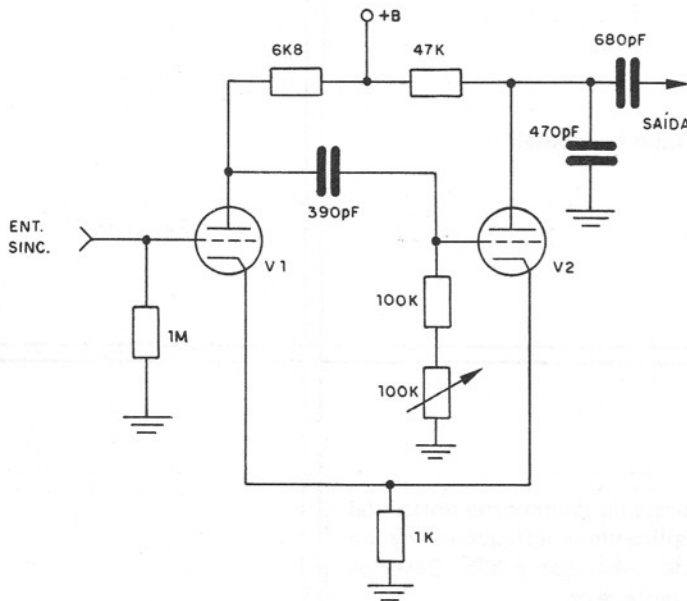 +B
6K8
47K
680pF
SAÍDA
470pF
390pF
ENT.
SINC.
V1
V2
1M
100K
100K
1K